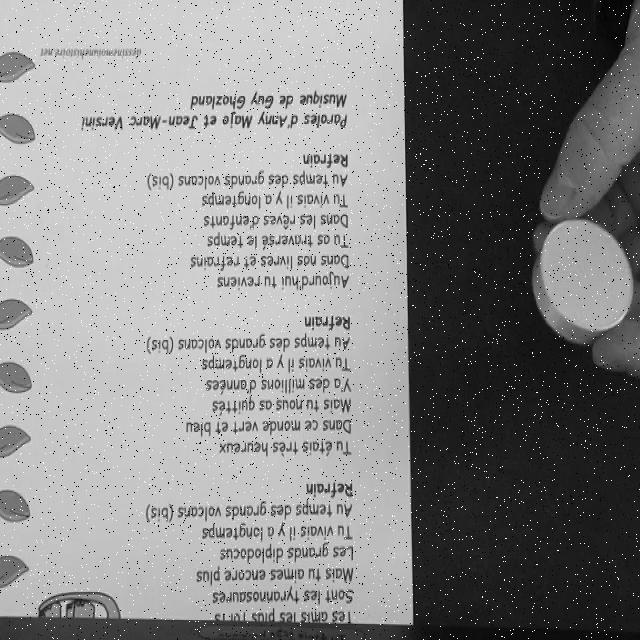 Tes amis les plus forts
Sont les tyrannosaures
Mais tu aimes encore plus
Les grands diplodocus
Tu vivais il y a longtemps
Au temps des grands volcans (bis)
Refrain
Tu étais très heureux
Dans ce monde vert et bleu
Mais tu nous as quittés
Y'a des millions d'années
Tu vivais il y a longtemps
Au temps des grands volcans (bis)
Refrain
Aujourd'hui tu reviens
Dans nos livres et refrains
Tu as traversé le temps
Dans les rêves d'enfants
Tu vivais il y a longtemps
Au temps des grands volcans (bis)
Refrain
Paroles d'Anny Maje et Jean-Marc Versini
Musique de Guy Ghozland
dessinemoiunehistoire.net